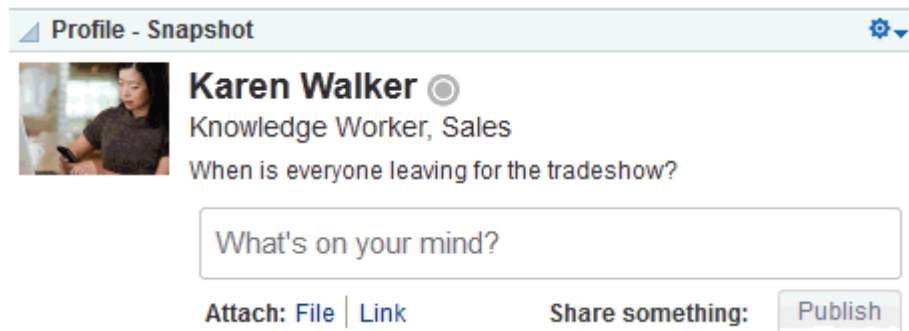 Profile - Snapshot
Karen Walker
Knowledge Worker, Sales
When is everyone leaving for the tradeshow?
What's on your mind?
Attach: File | Link Share something: Publish